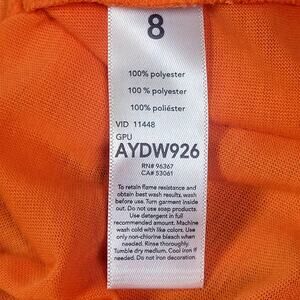 8
100% polyester
100 % polyester
100% poliéster
VID 11448
GPU
AYDW926
RN# 96367
CA# 53061
To retain flame resistance and
obtain best wash results, wash
before use. Turn garment inside
out. Do not use soap products.
Use detergent in full
recommended amount. Machine
wash cold with like colors. Use
only non-chlorine bleach when
needed. Rinse thoroughly.
Tumble dry medium. Cool iron if
needed. Do not iron decoration.